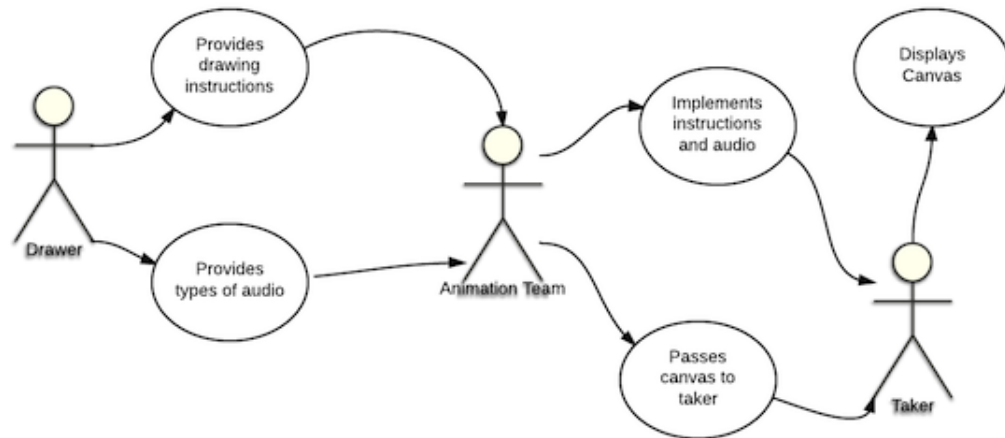 Provides
drawing
instructions
Displays
Canvas
Implements
instructions
and audio
Drawer
Provides
types of audio
Animation Team
Passes
canvas to
taker
Taker